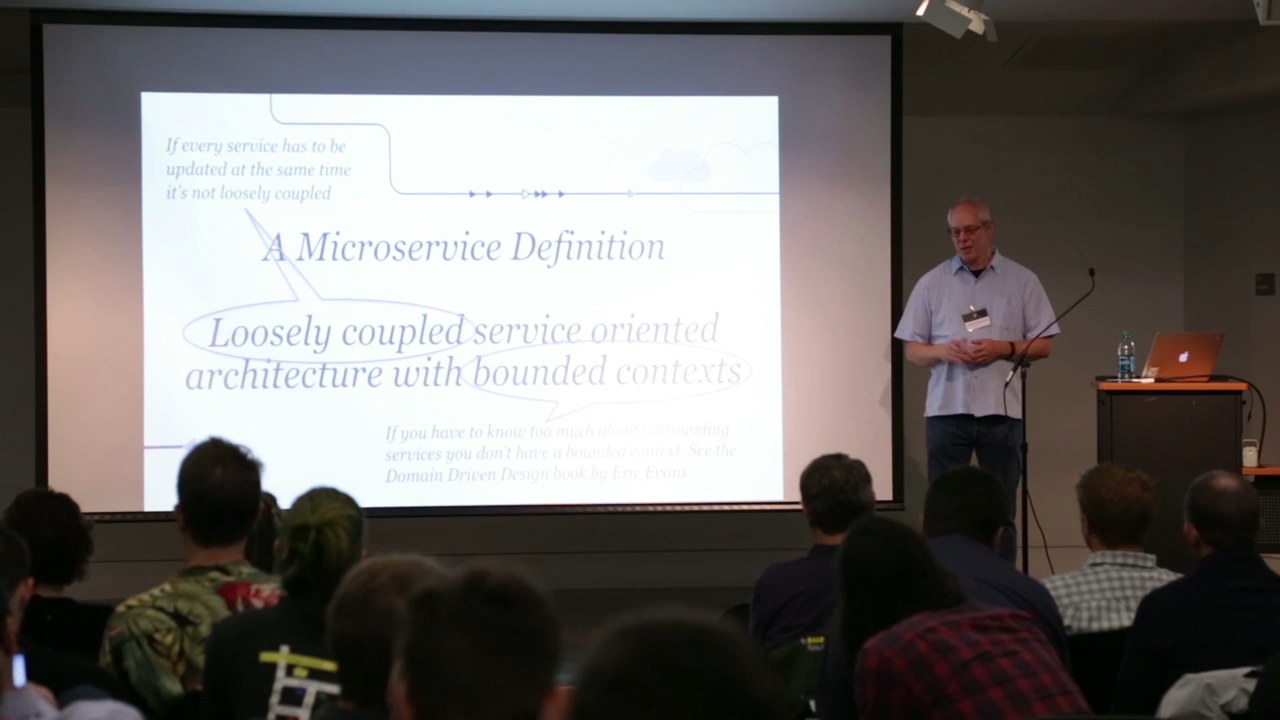 If every service has to be
updated at the same time
it's not loosely coupled
A Microservice Definition
Loosely coupled service oriented
architecture with bounded contexts
If you have to know too much about surrounding
services you don't have a bounded context. See the
Domain Driven Design book by Eric Evans.